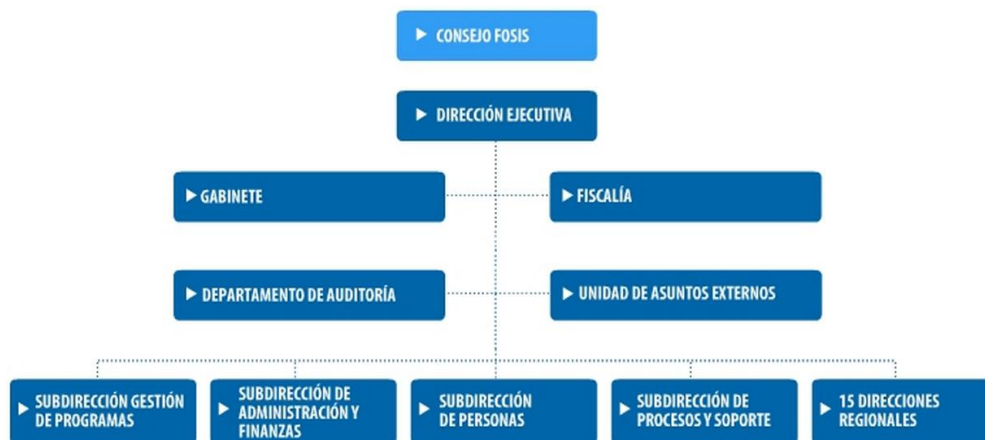 CONSEJO FOSIS
DIRECCIÓN EJECUTIVA
GABINETE
FISCALÍA
DEPARTAMENTO DE AUDITORÍA
UNIDAD DE ASUNTOS EXTERNOS
SUBDIRECCIÓN GESTIÓN
DE PROGRAMAS
SUBDIRECCIÓN DE
ADMINISTRACIÓN Y
FINANZAS
SUBDIRECCIÓN
DE PERSONAS
SUBDIRECCIÓN DE
PROCESOS Y SOPORTE
15 DIRECCIONES
REGIONALES